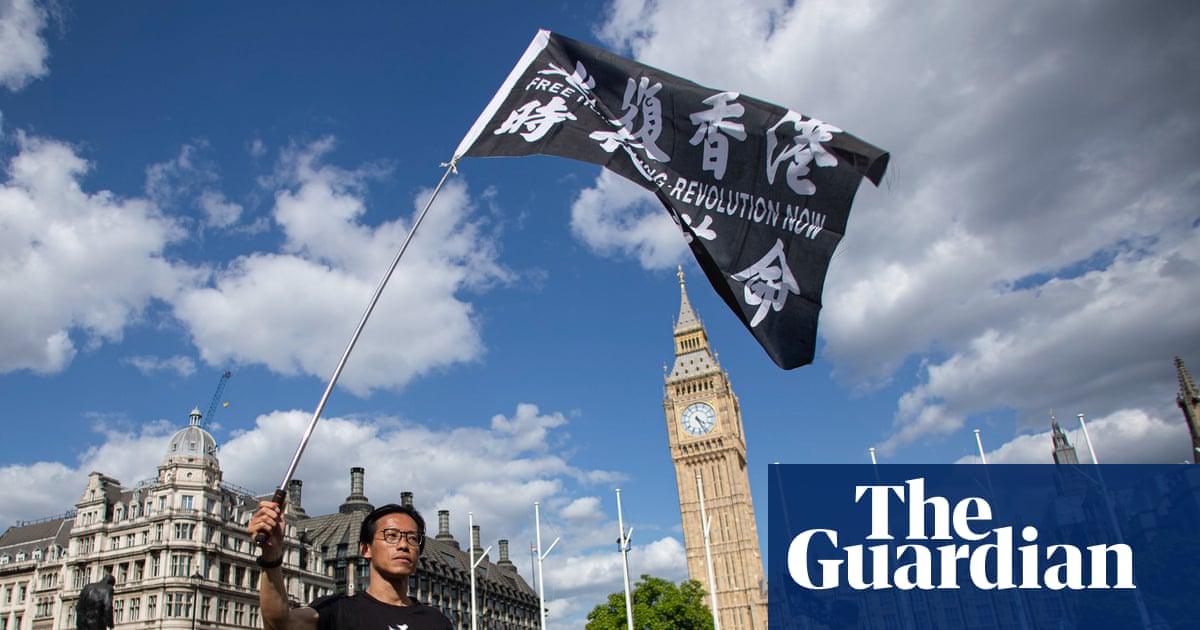 復香港
FREE
REVOLUTION NOW
時
命
The
Guardian